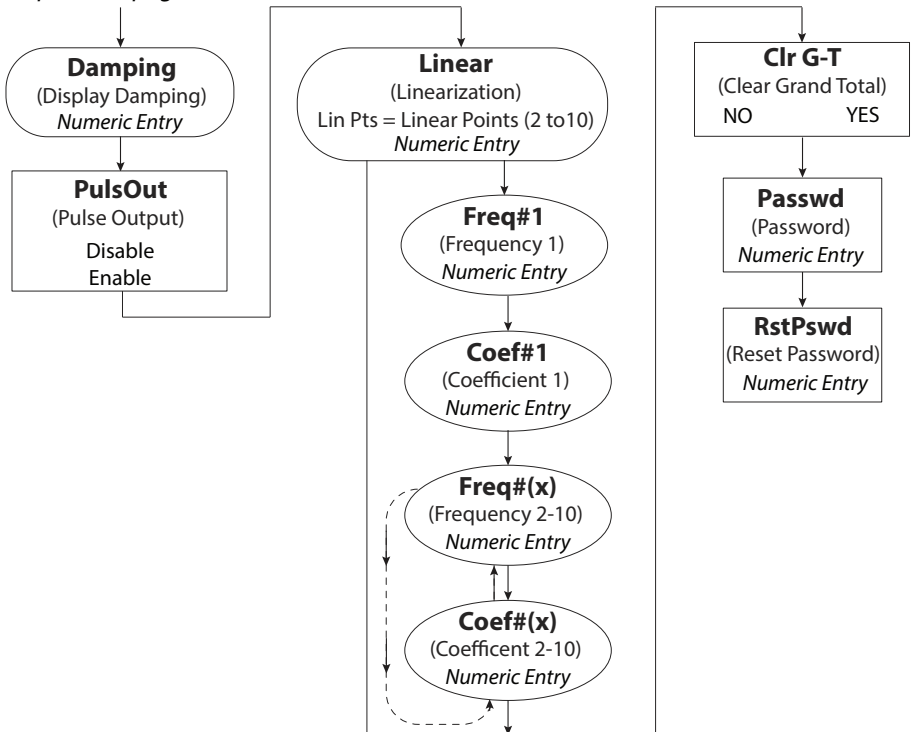 Damping
(Display Damping)
Numeric Entry
PulsOut
(Pulse Output)
Disable
Enable
Linear
(Linearization)
Lin Pts = Linear Points (2 to10)
Numeric Entry
Freq#1
(Frequency 1)
Numeric Entry
Coef#1
(Coefficient 1)
Numeric Entry
Freq#(x)
(Frequency 2-10)
Numeric Entry
Coef#(x)
(Coefficent 2-10)
Numeric Entry
Clr G-T
(Clear Grand Total)
NO YES
Passwd
(Password)
Numeric Entry
RstPswd
(Reset Password)
Numeric Entry